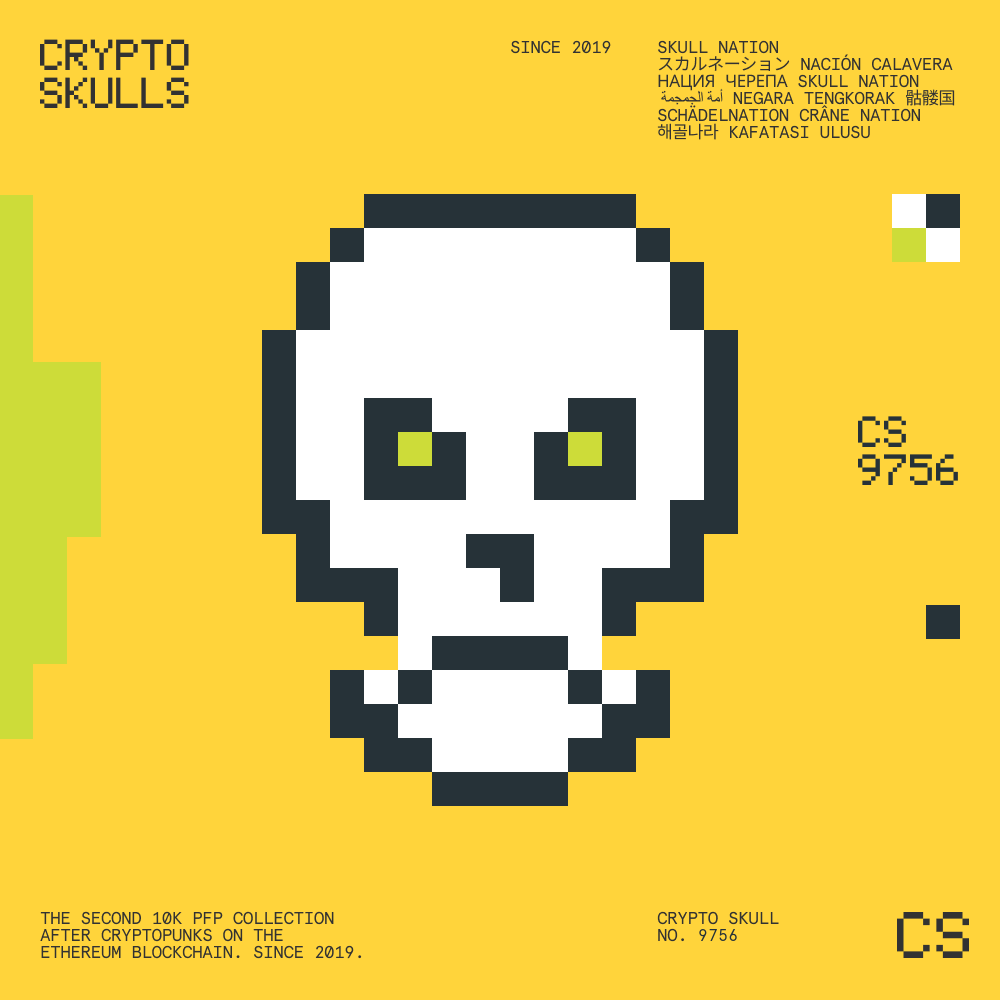 CRYPTO
SKULLS
SINCE 2019
SKULL NATION
スカルネーション NACIÓN CALAVERA
НАЦИЯ ЧЕРЕПА SKULL NATION
أمة الجمجمة NEGARA TENGKORAK 骷髅国
SCHÄDELNATION CRÂNE NATION
해골나라 KAFATASI ULUSU
CS
9756
THE SECOND 10K PFP COLLECTION
AFTER CRYPTOPUNKS ON THE
ETHEREUM BLOCKCHAIN. SINCE 2019.
CRYPTO SKULL
NO. 9756
CS